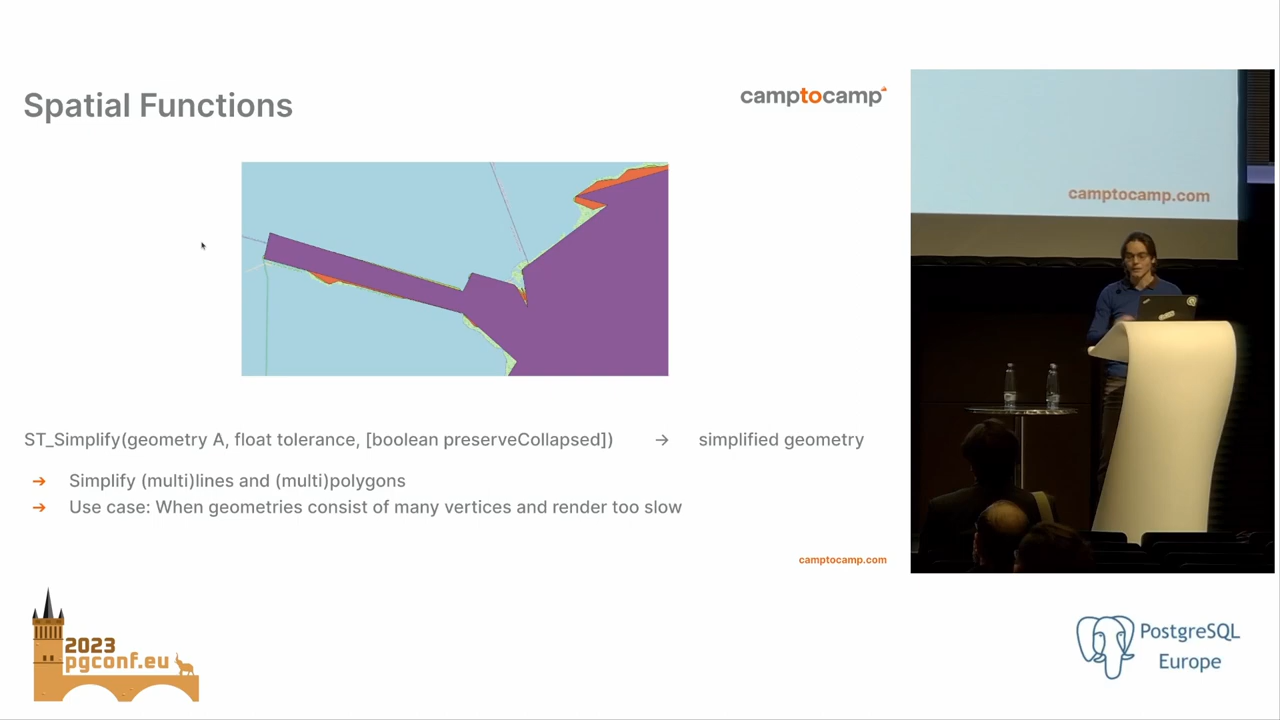 Spatial Functions
camptocamp
ST_Simplify(geometry A, float tolerance, [boolean preserveCollapsed]) → simplified geometry
➔ Simplify (multi)lines and (multi)polygons
➔ Use case: When geometries consist of many vertices and render too slow
camptocamp.com
camptocamp.com
2023
pgconf.eu
PostgreSQL
Europe